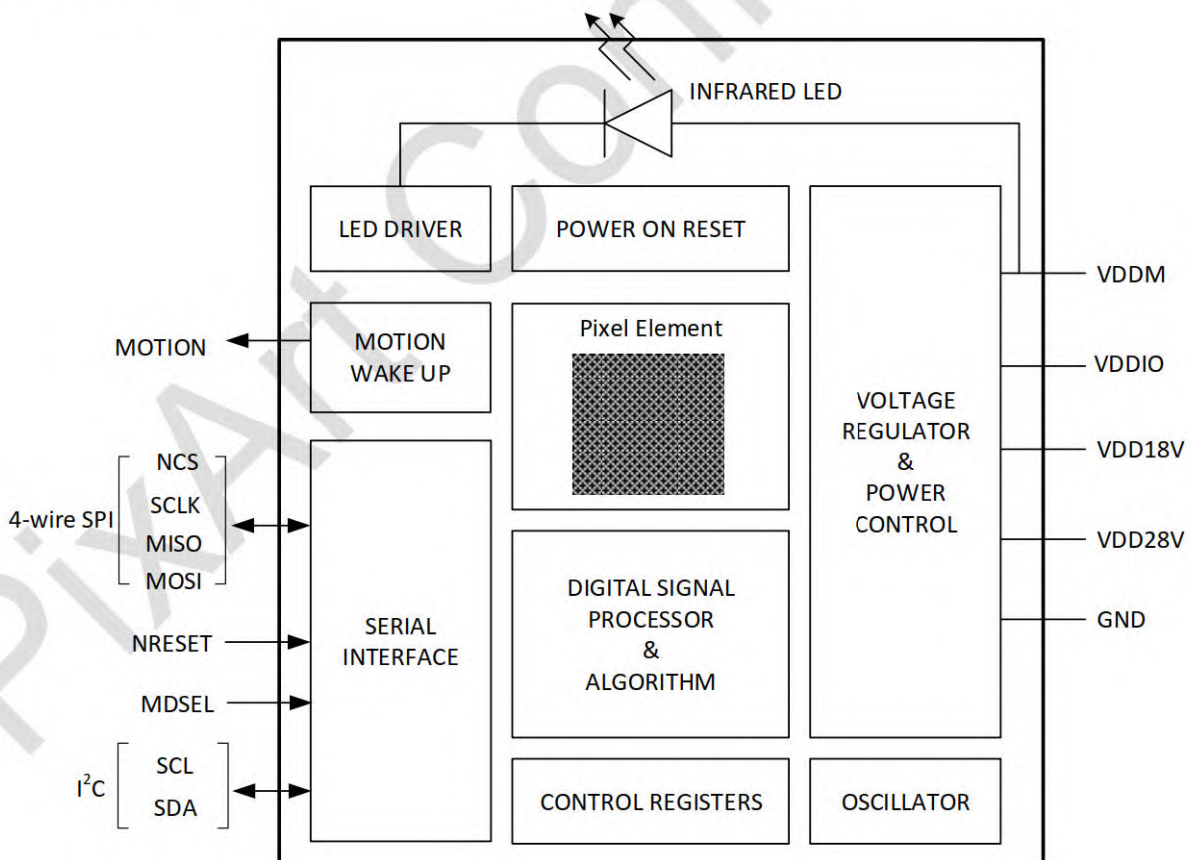 INFRARED LED
LED DRIVER
POWER ON RESET
VDDM
MOTION
MOTION
WAKE UP
Pixel Element
VDDIO
VOLTAGE
REGULATOR
&
POWER
CONTROL
VDD18V
VDD28V
GND
4-wire SPI
NCS
SCLK
MISO
MOSI
NRESET
MDSEL
SERIAL
INTERFACE
DIGITAL SIGNAL
PROCESSOR
&
ALGORITHM
I²C
SCL
SDA
CONTROL REGISTERS
OSCILLATOR
PixArt Com